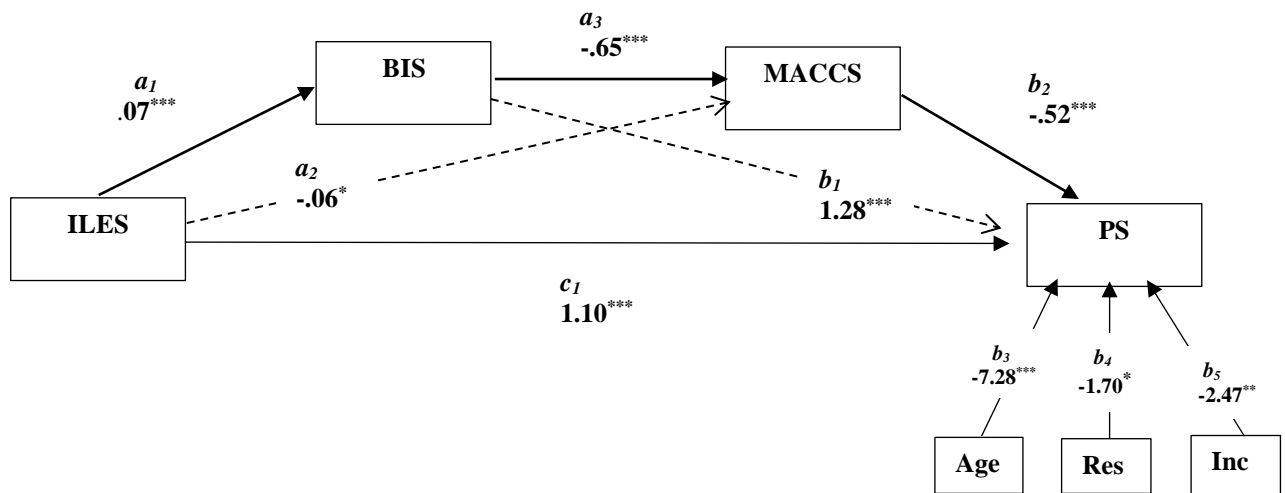 a3
-.65***
BIS
MACCS
a1
.07***
b2
-.52***
a2
-.06*
b1
1.28***
ILES
PS
c1
1.10***
b3
-7.28***
b4
-1.70*
b5
-2.47**
Age
Res
Inc